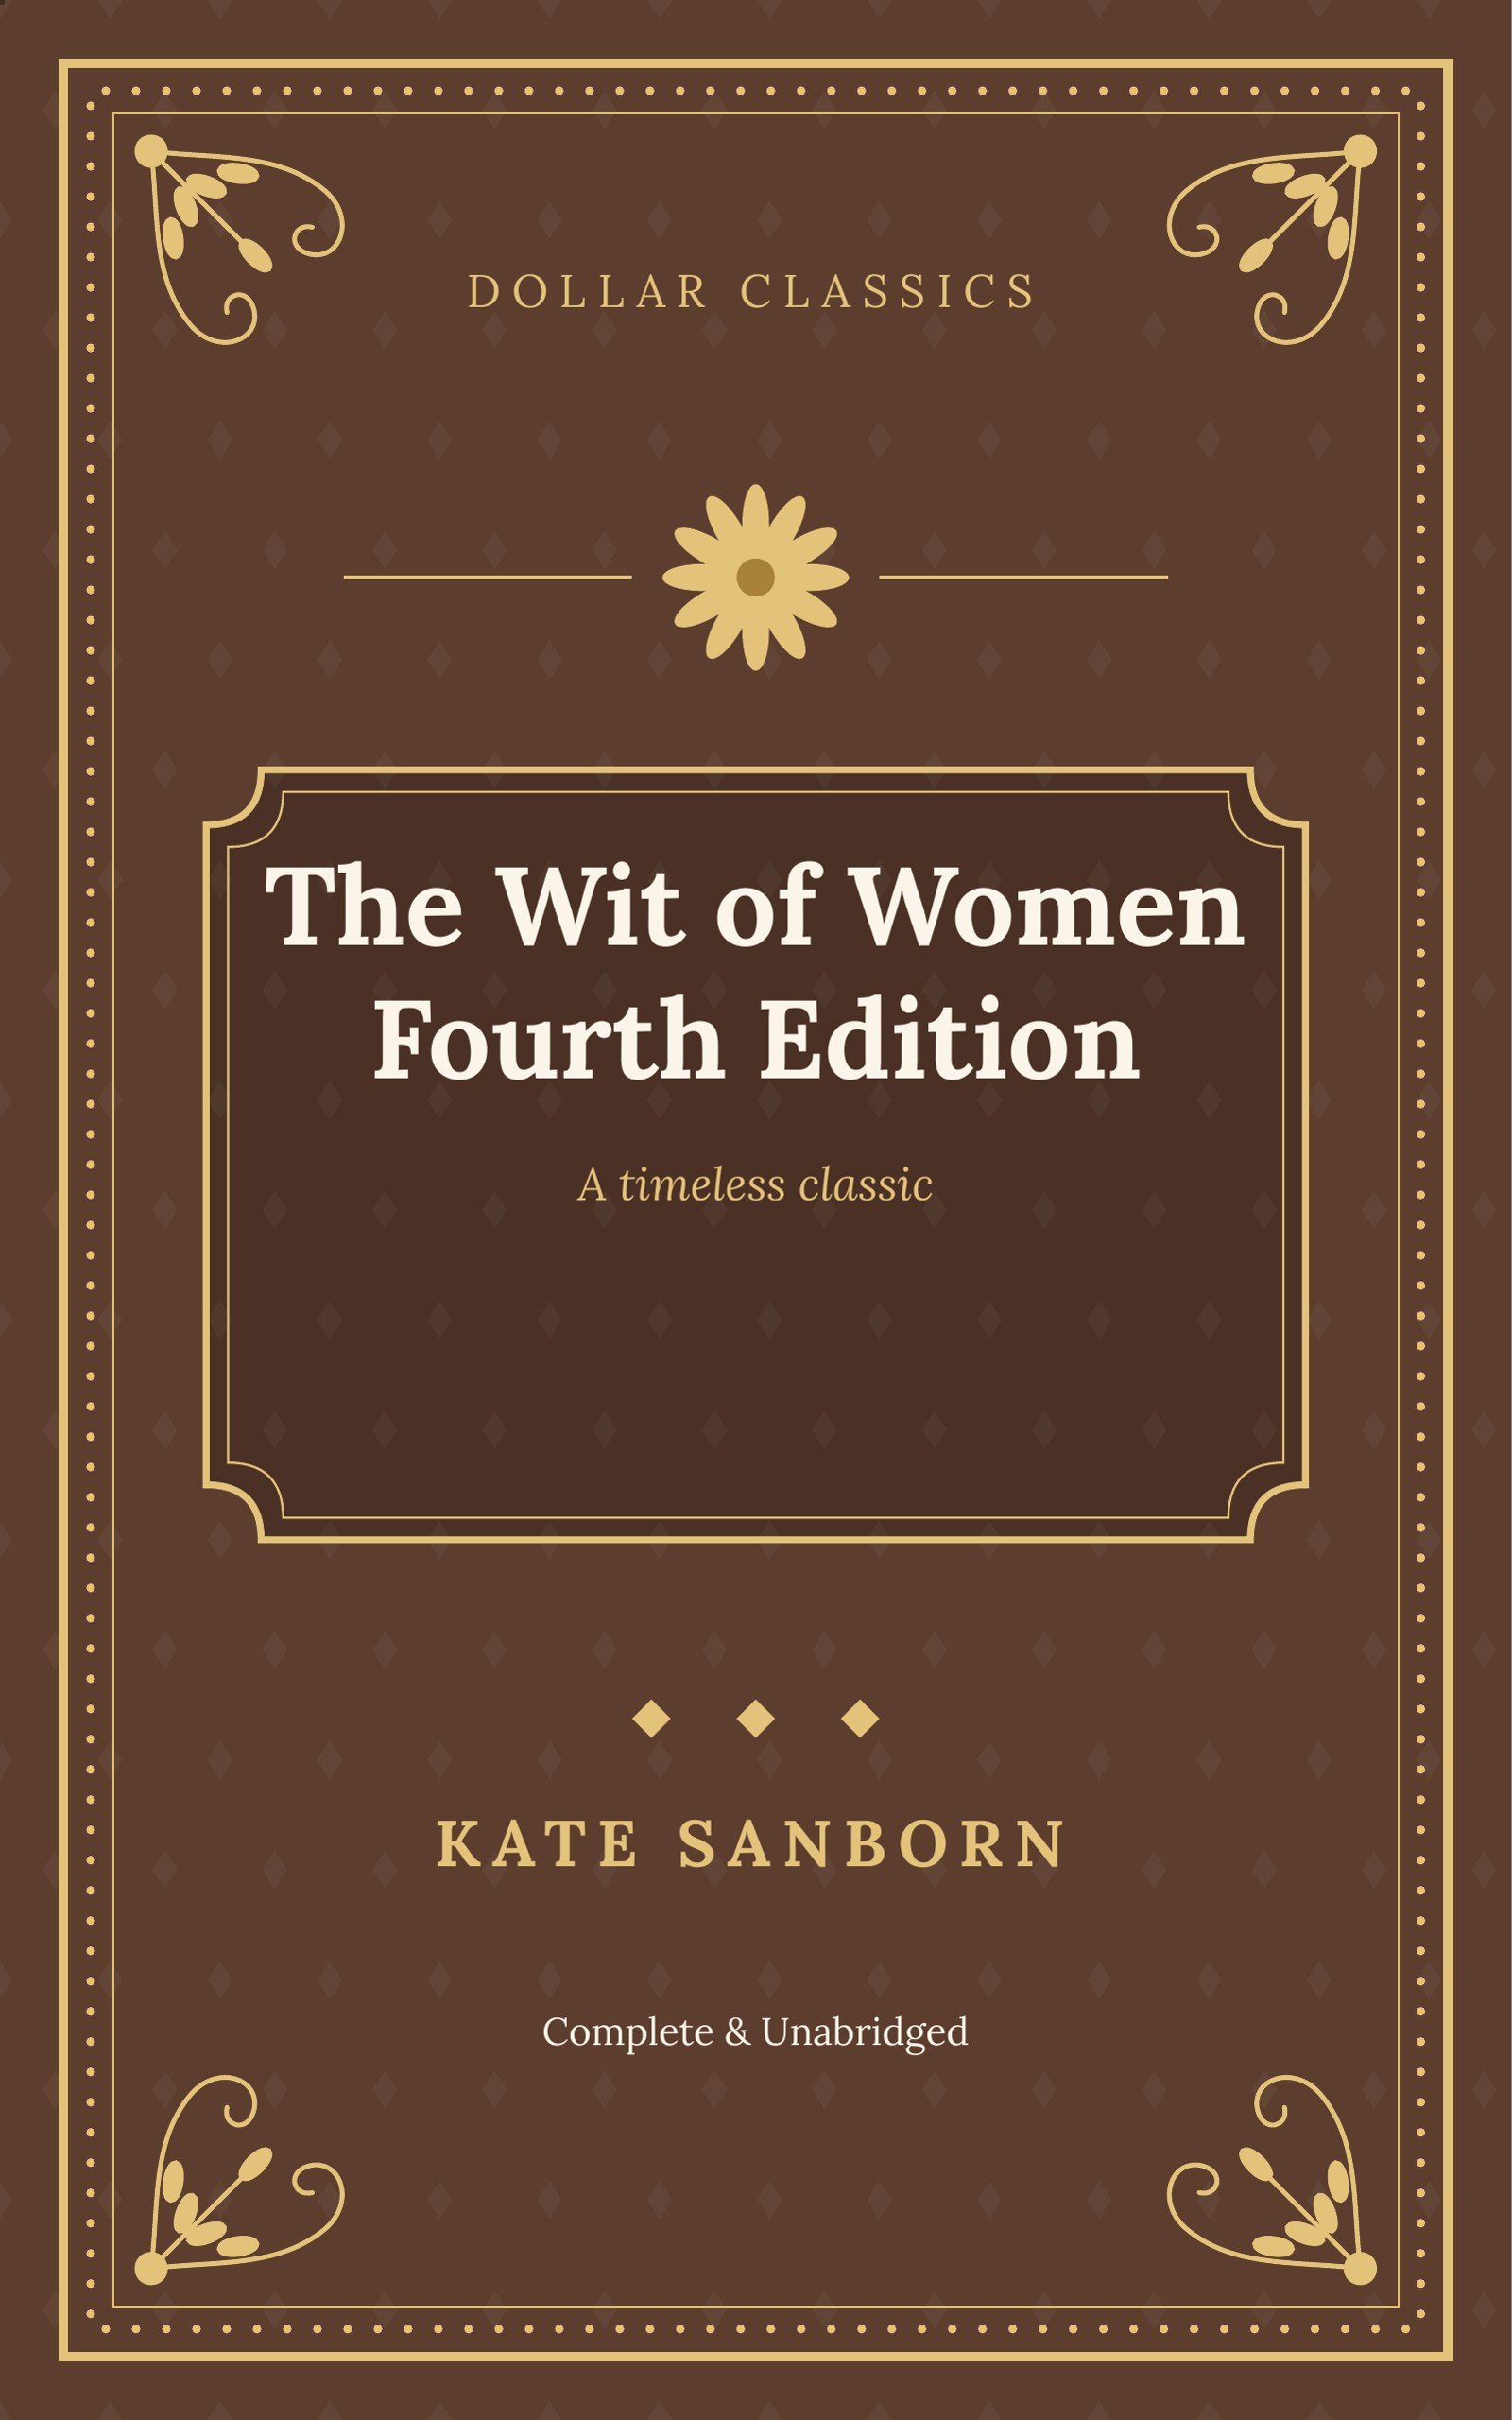 DOLLAR CLASSICS
The Wit of Women
Fourth Edition
A timeless classic
KATE SANBORN
Complete & Unabridged